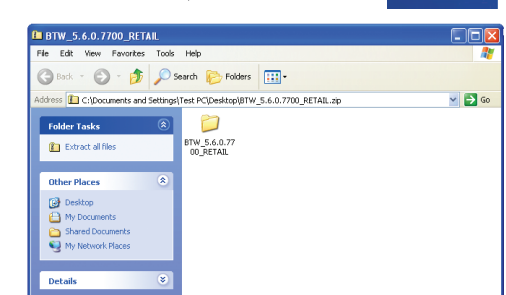 BTW_5.6.0.7700_RETAIL
File Edit View Favorites Tools Help
Back Search Folders
Address C:\Documents and Settings\Test PC\Desktop\BTW_5.6.0.7700_RETAIL.zip Go
Folder Tasks
Extract all files
BTW_5.6.0.77
00_RETAIL
Other Places
Desktop
My Documents
Shared Documents
My Network Places
Details